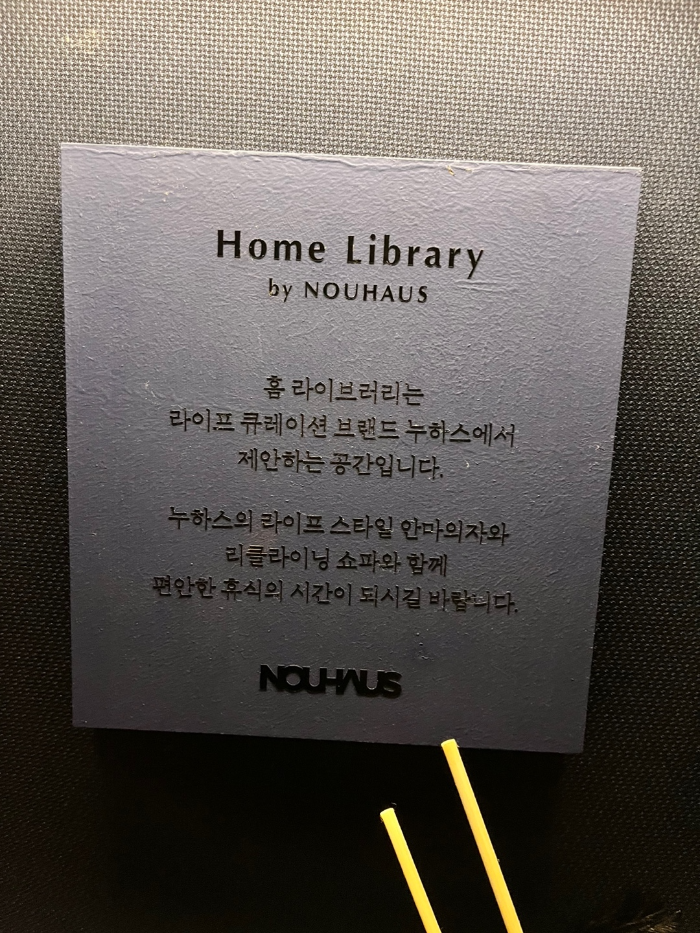 Home Library
by NOUHAUS
홈 라이브러리는
라이프 큐레이션 브랜드 누하스에서
제안하는 공간입니다.
누하스의 라이프 스타일 안마의자와
리클라이닝 쇼파와 함께
편안한 휴식의 시간이 되시길 바랍니다.
NOUHAUS